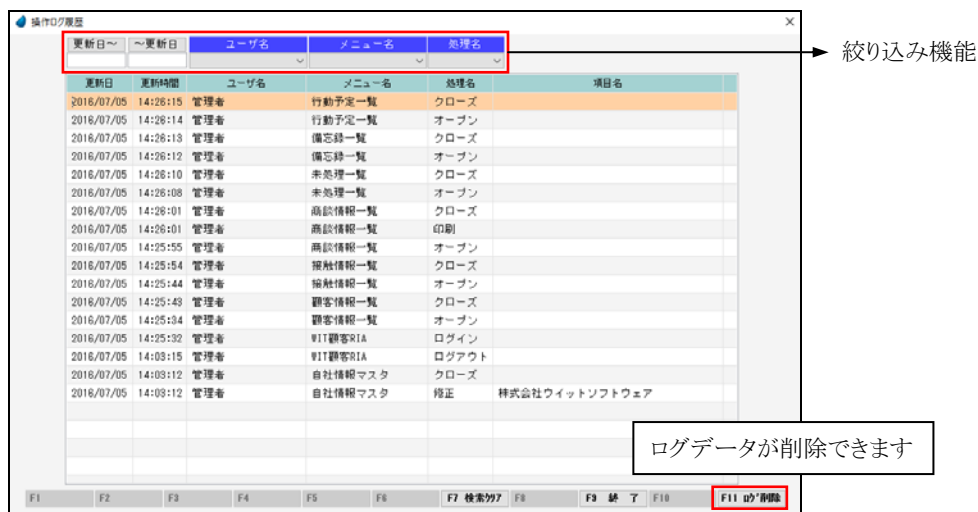 操作ログ履歴
更新日～ ～更新日 ユーザ名 メニュー名 処理名
絞り込み機能
更新日 更新時間 ユーザ名 メニュー名 処理名 項目名
2016/07/05 14:26:15 管理者 行動予定一覧 クローズ
2016/07/05 14:26:14 管理者 行動予定一覧 オープン
2016/07/05 14:26:13 管理者 備忘録一覧 クローズ
2016/07/05 14:26:12 管理者 備忘録一覧 オープン
2016/07/05 14:26:10 管理者 未処理一覧 クローズ
2016/07/05 14:26:08 管理者 未処理一覧 オープン
2016/07/05 14:26:01 管理者 商談情報一覧 クローズ
2016/07/05 14:26:01 管理者 商談情報一覧 印刷
2016/07/05 14:25:55 管理者 商談情報一覧 オープン
2016/07/05 14:25:54 管理者 接触情報一覧 クローズ
2016/07/05 14:25:44 管理者 接触情報一覧 オープン
2016/07/05 14:25:43 管理者 顧客情報一覧 クローズ
2016/07/05 14:25:34 管理者 顧客情報一覧 オープン
2016/07/05 14:25:32 管理者 WIT顧客RIA ログイン
2016/07/05 14:03:15 管理者 WIT顧客RIA ログアウト
2016/07/05 14:03:12 管理者 自社情報マスタ クローズ
2016/07/05 14:03:12 管理者 自社情報マスタ 修正 株式会社ウイットソフトウェア
ログデータが削除できます
F1 F2 F3 F4 F5 F6 F7 検索ｸﾘｱ F8 F9 終 了 F10 F11 ﾛｸﾞ削除